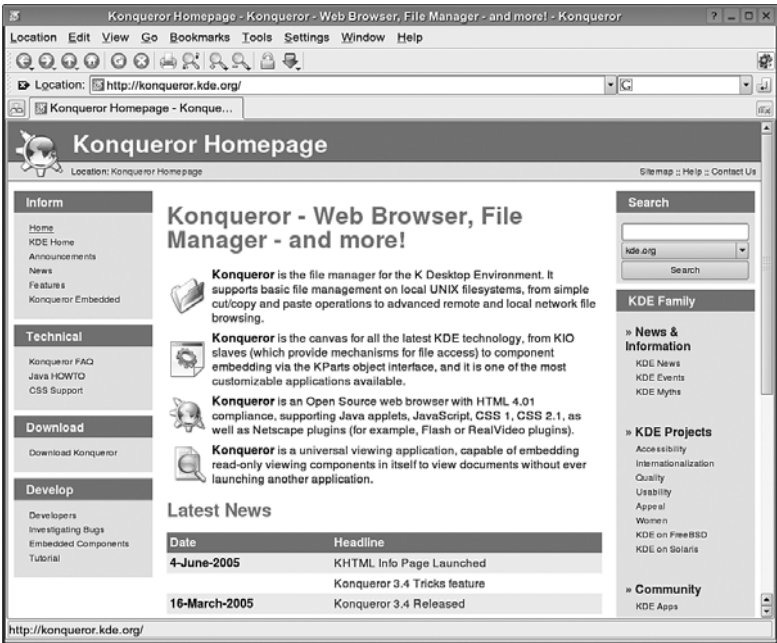 Konqueror Homepage - Konqueror - Web Browser, File Manager - and more! - Konqueror
Location Edit View Go Bookmarks Tools Settings Window Help
Location: http://konqueror.kde.org/
Konqueror Homepage - Konque...
Konqueror Homepage
Location: Konqueror Homepage
Sitemap :: Help :: Contact Us
Inform
Home
KDE Home
Announcements
News
Features
Konqueror Embedded
Technical
Konqueror FAQ
Java HOWTO
CSS Support
Download
Download Konqueror
Develop
Developers
Investigating Bugs
Embedded Components
Tutorial
Konqueror - Web Browser, File
Manager - and more!
Konqueror is the file manager for the K Desktop Environment. It
supports basic file management on local UNIX filesystems, from simple
cut/copy and paste operations to advanced remote and local network file
browsing.
Konqueror is the canvas for all the latest KDE technology, from KIO
slaves (which provide mechanisms for file access) to component
embedding via the KParts object interface, and it is one of the most
customizable applications available.
Konqueror is an Open Source web browser with HTML 4.01
compliance, supporting Java applets, JavaScript, CSS 1, CSS 2.1, as
well as Netscape plugins (for example, Flash or RealVideo plugins).
Konqueror is a universal viewing application, capable of embedding
read-only viewing components in itself to view documents without ever
launching another application.
Latest News
Date Headline
4-June-2005 KHTML Info Page Launched
Konqueror 3.4 Tricks feature
16-March-2005 Konqueror 3.4 Released
Search
kde.org
Search
KDE Family
» News &
Information
KDE News
KDE Events
KDE Myths
» KDE Projects
Accessibility
Internationalization
Quality
Usability
Appeal
Women
KDE on FreeBSD
KDE on Solaris
» Community
KDE Apps
http://konqueror.kde.org/